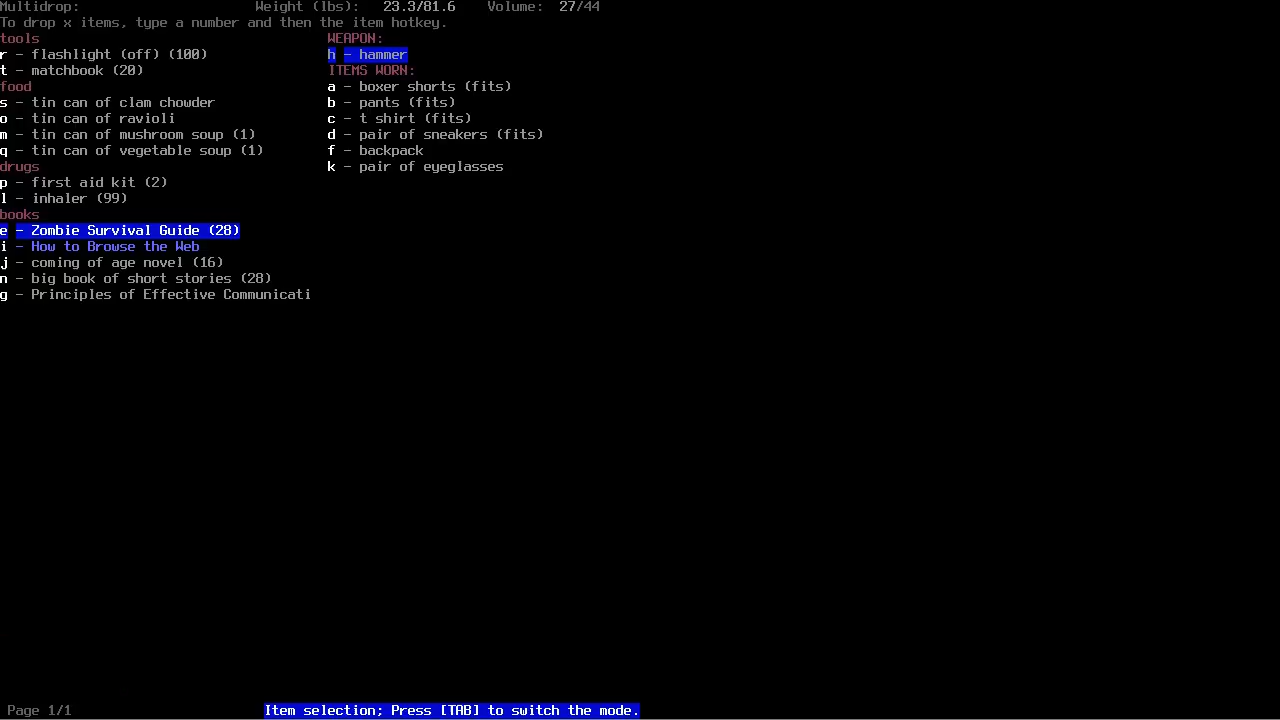 Multidrop: Weight (lbs): 23.3/81.6 Volume: 27/44
To drop x items, type a number and then the item hotkey.
tools
r - flashlight (off) (100)
t - matchbook (20)
food
s - tin can of clam chowder
o - tin can of ravioli
m - tin can of mushroom soup (1)
q - tin can of vegetable soup (1)
drugs
p - first aid kit (2)
l - inhaler (99)
books
e - Zombie Survival Guide (28)
i - How to Browse the Web
j - coming of age novel (16)
n - big book of short stories (28)
g - Principles of Effective Communicati
WEAPON:
h - hammer
ITEMS WORN:
a - boxer shorts (fits)
b - pants (fits)
c - t shirt (fits)
d - pair of sneakers (fits)
f - backpack
k - pair of eyeglasses
Page 1/1 Item selection; Press [TAB] to switch the mode.